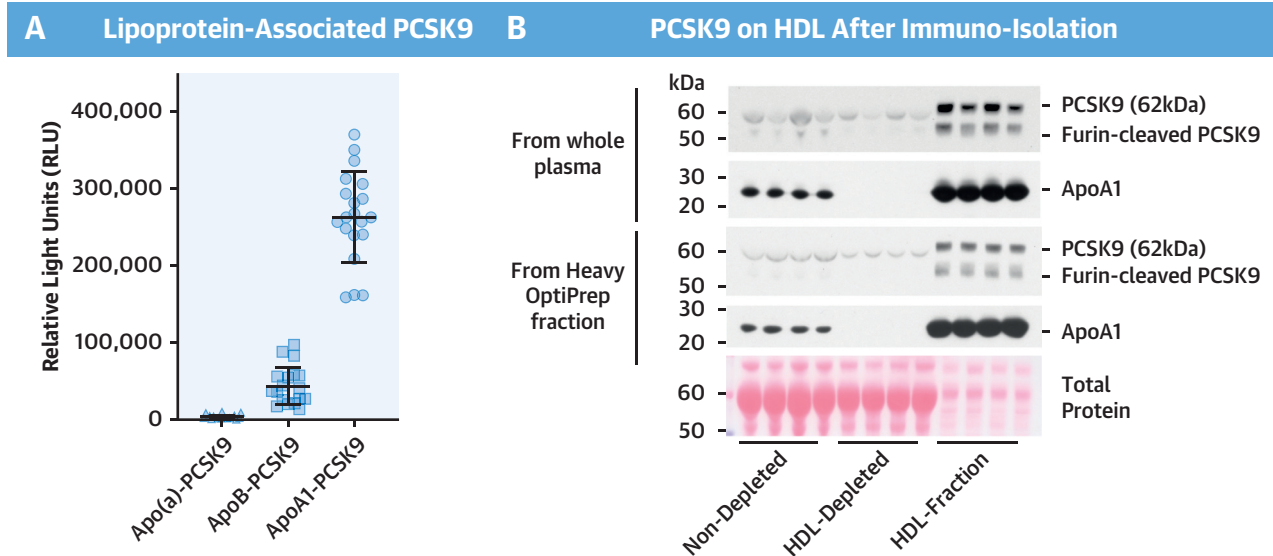 A Lipoprotein-Associated PCSK9
Relative Light Units (RLU)
400,000
300,000
200,000
100,000
0
Apo(a)-PCSK9
ApoB-PCSK9
ApoA1-PCSK9
B PCSK9 on HDL After Immuno-Isolation
kDa
From whole
plasma
60
50
PCSK9 (62kDa)
Furin-cleaved PCSK9
30
20
ApoA1
From Heavy
OptiPrep
fraction
60
50
PCSK9 (62kDa)
Furin-cleaved PCSK9
30
20
ApoA1
60
50
Total
Protein
Non-Depleted
HDL-Depleted
HDL-Fraction